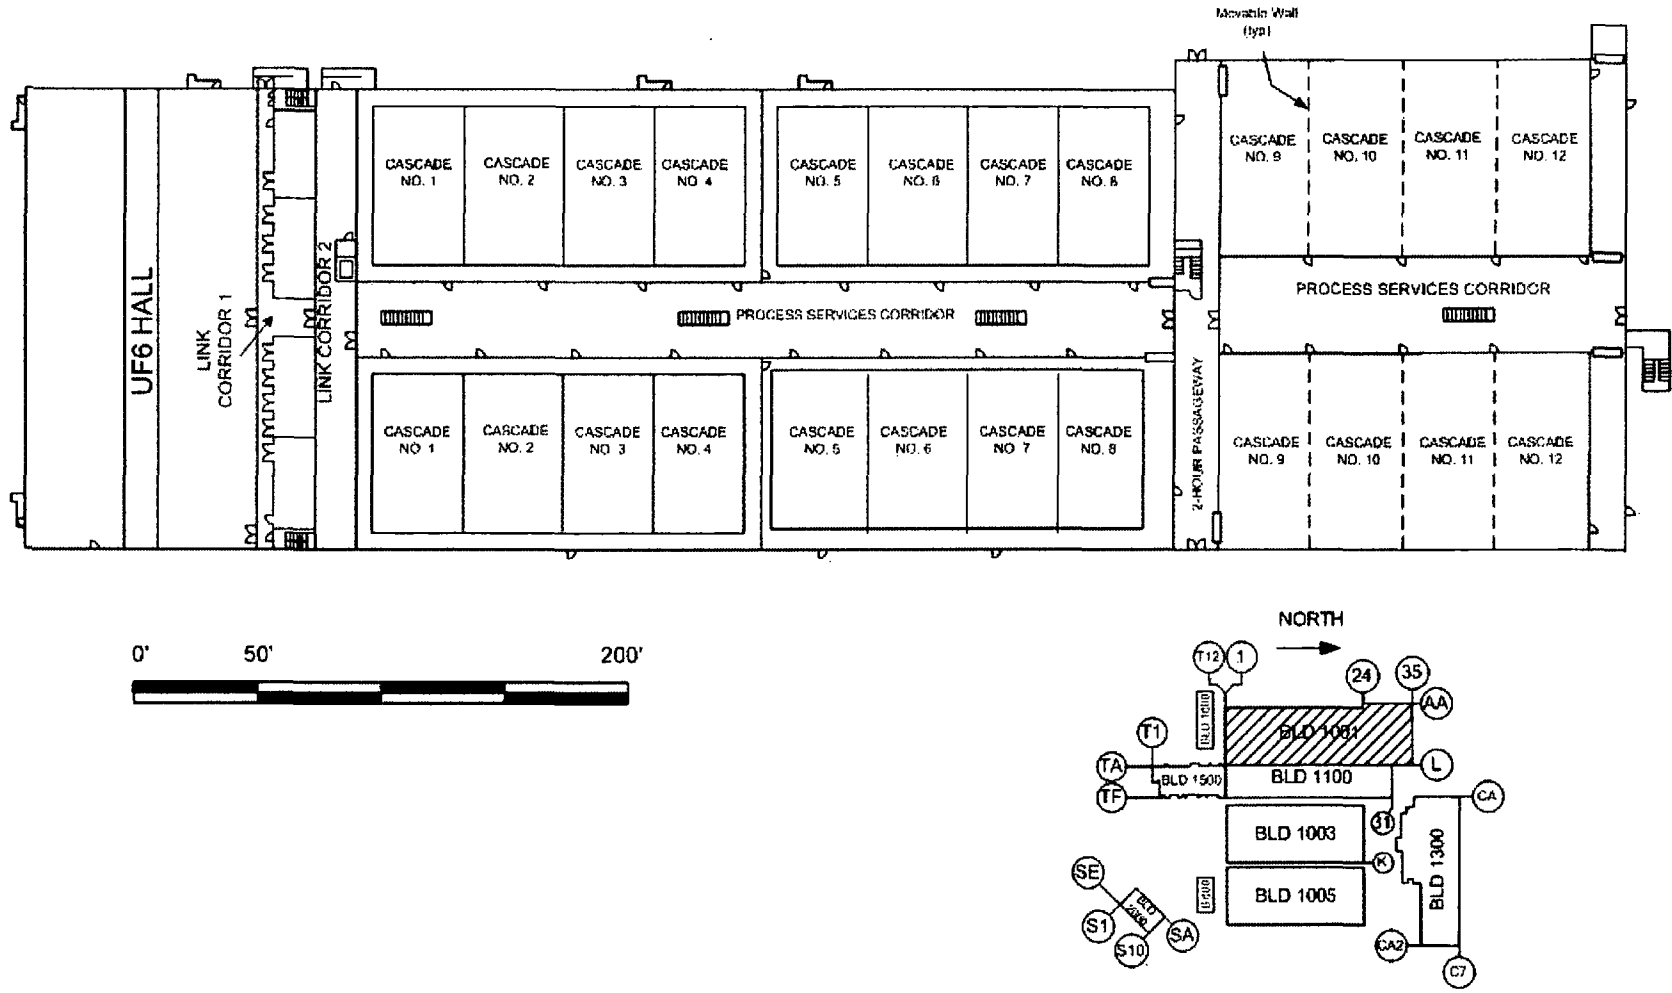 Movable Wall
(typ)
CASCADE
NO. 1
CASCADE
NO. 2
CASCADE
NO. 3
CASCADE
NO. 4
CASCADE
NO. 5
CASCADE
NO. 6
CASCADE
NO. 7
CASCADE
NO. 8
CASCADE
NO. 9
CASCADE
NO. 10
CASCADE
NO. 11
CASCADE
NO. 12
UF6 HALL
LINK
CORRIDOR 1
LINK CORRIDOR 2
PROCESS SERVICES CORRIDOR
2-HOUR PASSAGEWAY
PROCESS SERVICES CORRIDOR
CASCADE
NO. 1
CASCADE
NO. 2
CASCADE
NO. 3
CASCADE
NO. 4
CASCADE
NO. 5
CASCADE
NO. 6
CASCADE
NO. 7
CASCADE
NO. 8
CASCADE
NO. 9
CASCADE
NO. 10
CASCADE
NO. 11
CASCADE
NO. 12
0' 50' 200'
NORTH
T12
1
24
35
AA
BLD 1001
T1
TA
TF
BLD 1500
BLD 1100
L
CA
31
BLD 1003
K
BLD 1300
BLD 1005
SE
S1
S10
SA
BLD
CA2
C7